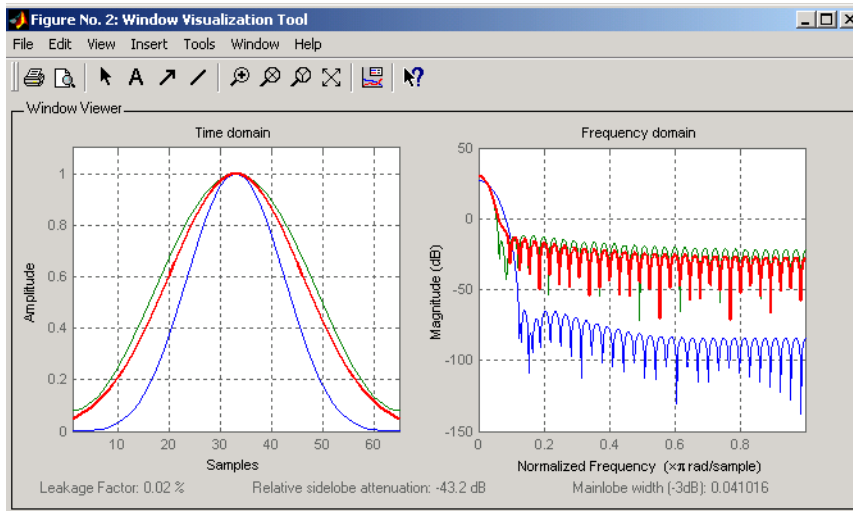 Figure No. 2: Window Visualization Tool
File Edit View Insert Tools Window Help
A
Window Viewer
Time domain
Frequency domain
1
0.8
0.6
0.4
0.2
0
Amplitude
10 20 30 40 50 60
Samples
50
0
-50
-100
-150
Magnitude (dB)
0 0.2 0.4 0.6 0.8
Normalized Frequency (×π rad/sample)
Leakage Factor: 0.02 % Relative sidelobe attenuation: -43.2 dB Mainlobe width (-3dB): 0.041016